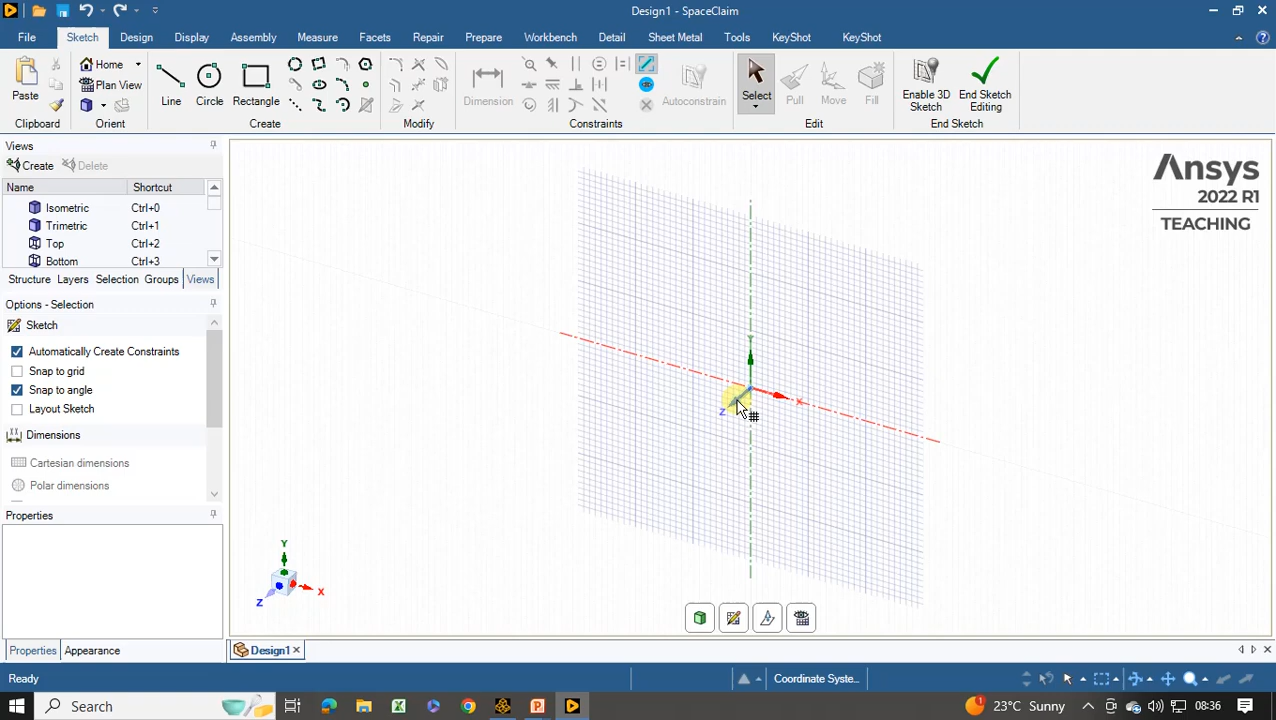 Design1 - SpaceClaim
File Sketch Design Display Assembly Measure Facets Repair Prepare Workbench Detail Sheet Metal Tools KeyShot KeyShot
Paste
Clipboard
Home
Plan View
Orient
Line Circle Rectangle
Create
Modify
Dimension
Autoconstrain
Constraints
Select Pull Move Fill
Edit
Enable 3D Sketch
End Sketch Editing
End Sketch
Views
Create Delete
Name Shortcut
Isometric Ctrl+0
Trimetric Ctrl+1
Top Ctrl+2
Bottom Ctrl+3
Structure Layers Selection Groups Views
Options - Selection
Sketch
Automatically Create Constraints
Snap to grid
Snap to angle
Layout Sketch
Dimensions
Cartesian dimensions
Polar dimensions
Properties
Properties Appearance
Ansys
2022 R1
TEACHING
Y
X
Z
Y
X
Z
Design1
Ready
Coordinate Syste...
Search
23°C Sunny
08:36